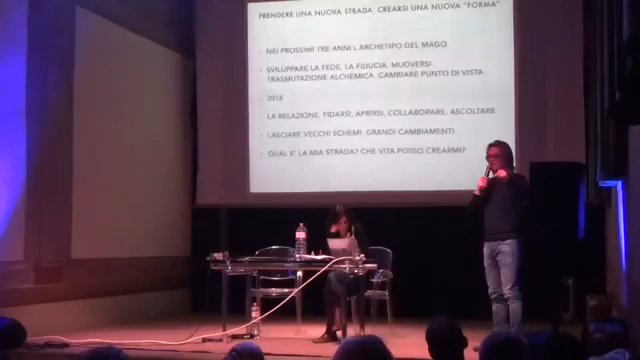 PRENDERE UNA NUOVA STRADA, CREARSI UNA NUOVA "FORMA"
• NEI PROSSIMI TRE ANNI L'ARCHETIPO DEL MAGO
• SVILUPPARE LA FEDE, LA FIDUCIA. MUOVERSI.
TRASMUTAZIONE ALCHEMICA. CAMBIARE PUNTO DI VISTA
• 2018
• LA RELAZIONE, FIDARSI, APRIRSI, COLLABORARE, ASCOLTARE
• LASCIARE VECCHI SCHEMI, GRANDI CAMBIAMENTI
• QUAL E' LA MIA STRADA? CHE VITA POSSO CREARMI?